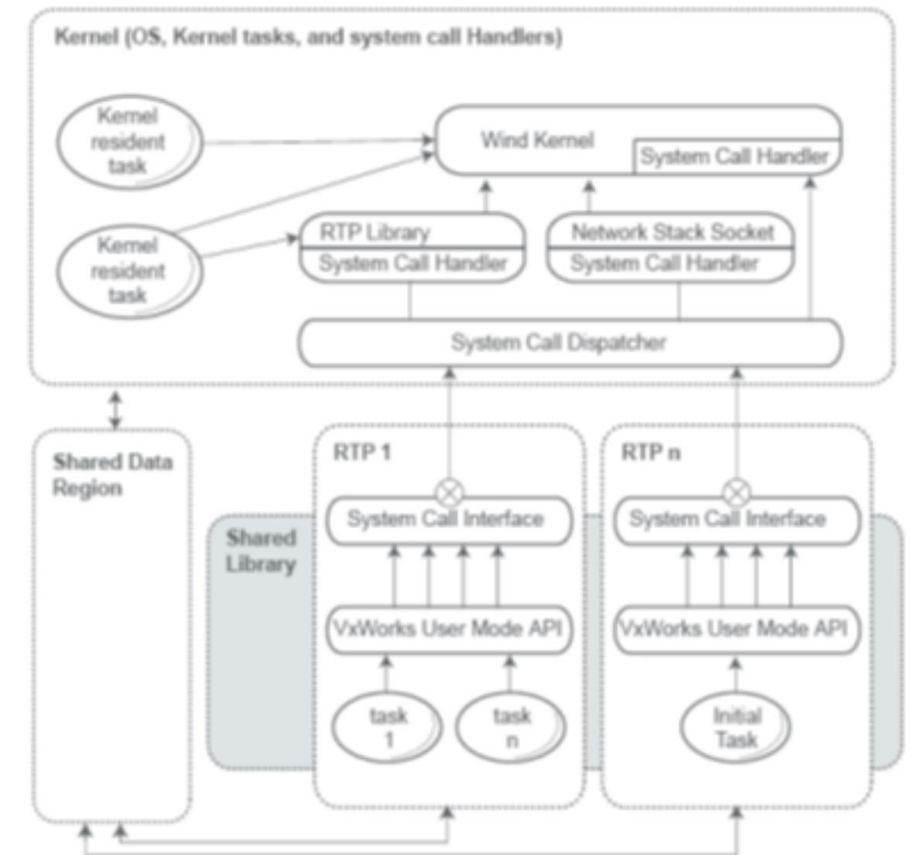 Kernel (OS, Kernel tasks, and system call Handlers)
Kernel
resident
task
Wind Kernel
System Call Handler
Kernel
resident
task
RTP Library
System Call Handler
Network Stack Socket
System Call Handler
System Call Dispatcher
Shared Data
Region
Shared
Library
RTP 1
System Call Interface
VxWorks User Mode API
task
1
task
n
RTP n
System Call Interface
VxWorks User Mode API
Initial
Task